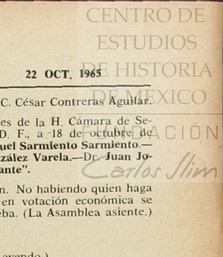 CENTRO DE
ESTUDIOS
DE HISTORIA
DE MEXICO
FUNDACIÓN
Carlos Slim
22 OCT. 1965
C. César Contreras Aguilar.
es de la H. Cámara de Se-
D. F., a 18 de octubre de
uel Sarmiento Sarmiento.—
zález Varela.—Dr. Juan Jo-
ante".
n. No habiendo quien haga
en votación económica se
eba. (La Asamblea asiente.)